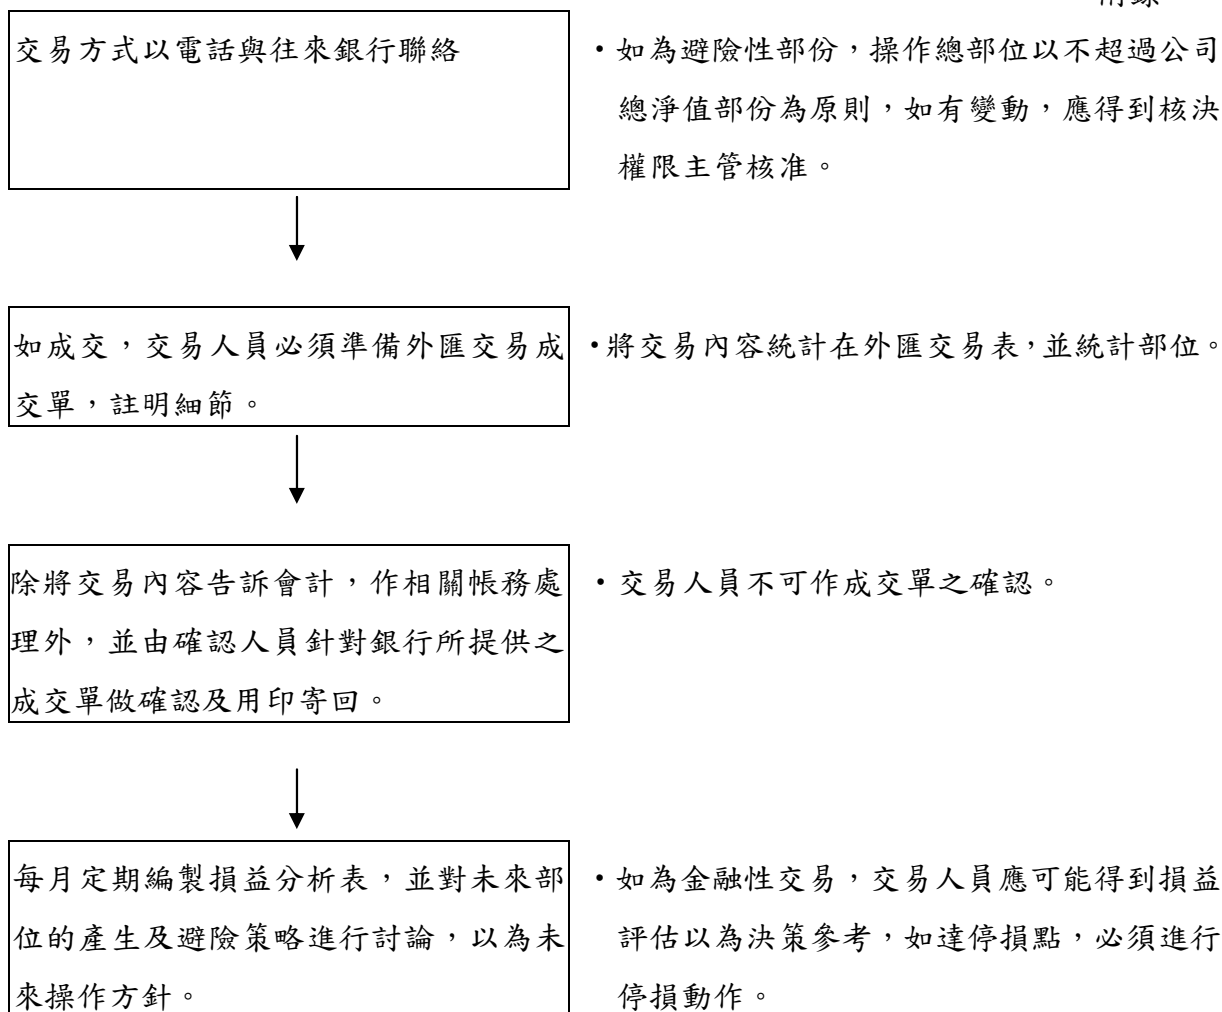 交易方式以電話與往來銀行聯絡
・如為避險性部份，操作總部位以不超過公司
總淨值部份為原則，如有變動，應得到核決
權限主管核准。
如成交，交易人員必須準備外匯交易成
交單，註明細節。
・將交易內容統計在外匯交易表，並統計部位。
除將交易內容告訴會計，作相關帳務處
理外，並由確認人員針對銀行所提供之
成交單做確認及用印寄回。
・交易人員不可作成交單之確認。
每月定期編製損益分析表，並對未來部
位的產生及避險策略進行討論，以為未
來操作方針。
・如為金融性交易，交易人員應可能得到損益
評估以為決策參考，如達停損點，必須進行
停損動作。